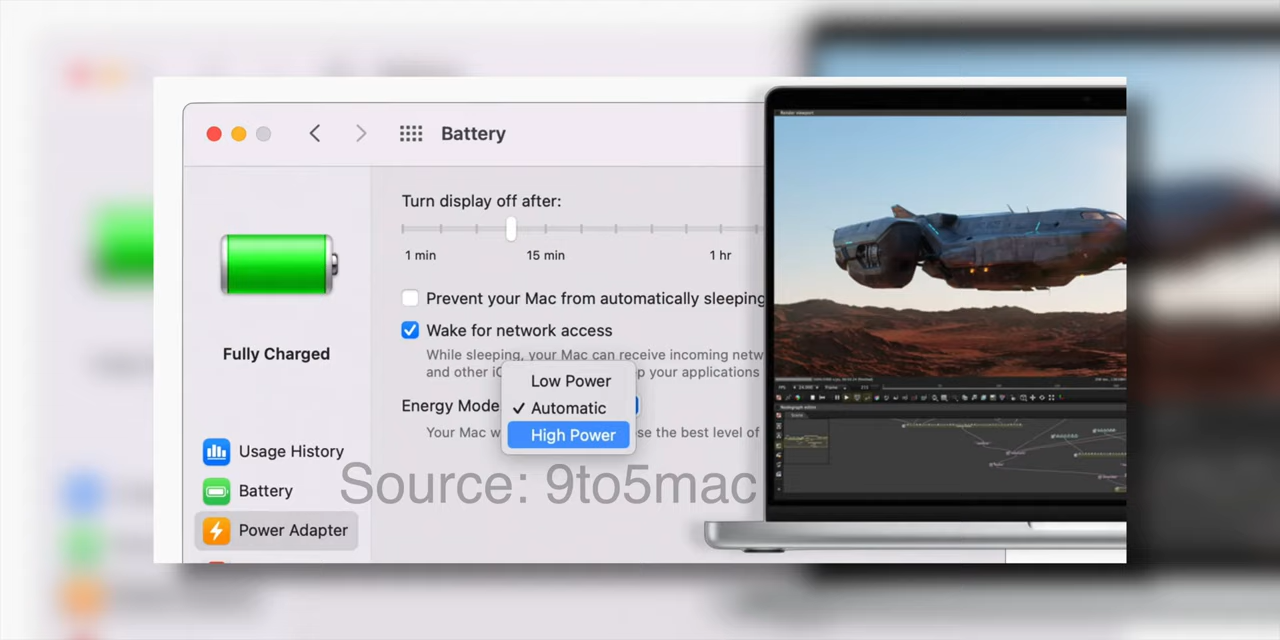 Battery
Turn display off after:
1 min 15 min 1 hr
Prevent your Mac from automatically sleeping
Wake for network access
While sleeping, your Mac can receive incoming netw
and other p your applications
Low Power
Energy Mode ✓ Automatic
High Power
Your Mac w se the best level of
Fully Charged
Usage History
Battery
Power Adapter
Source: 9to5mac
Render viewport